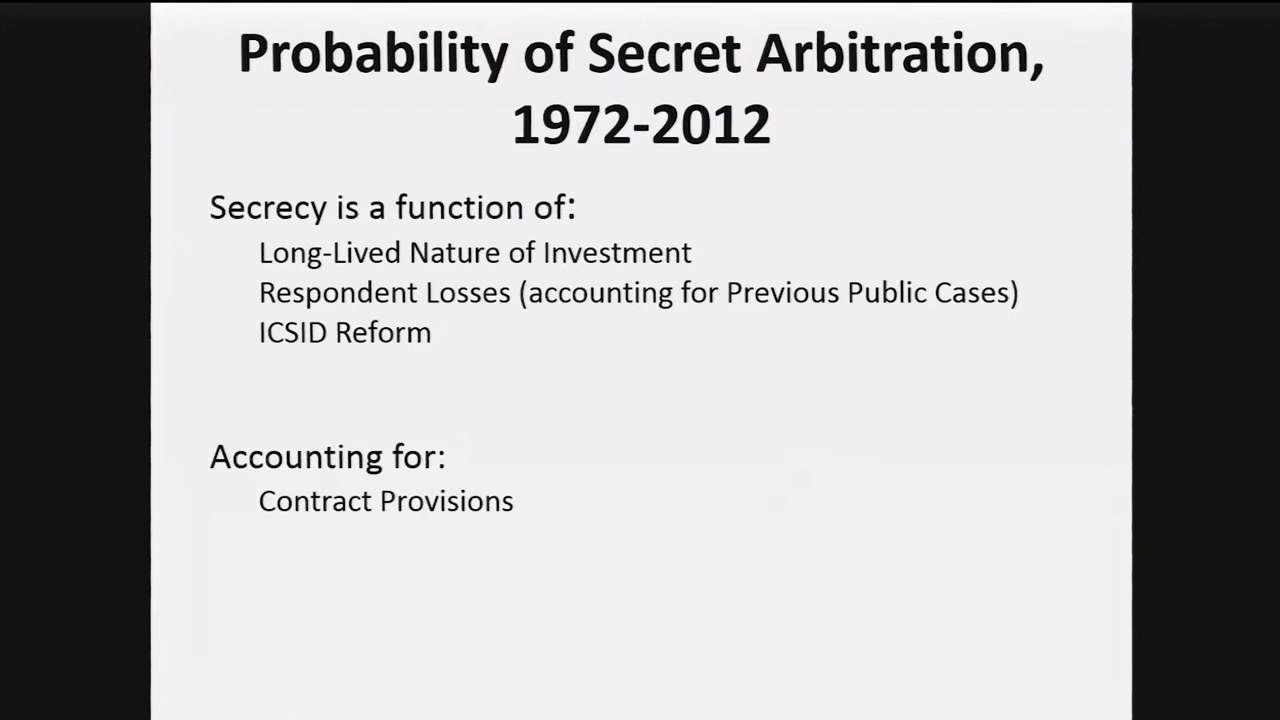 Probability of Secret Arbitration,
1972-2012
Secrecy is a function of:
Long-Lived Nature of Investment
Respondent Losses (accounting for Previous Public Cases)
ICSID Reform
Accounting for:
Contract Provisions